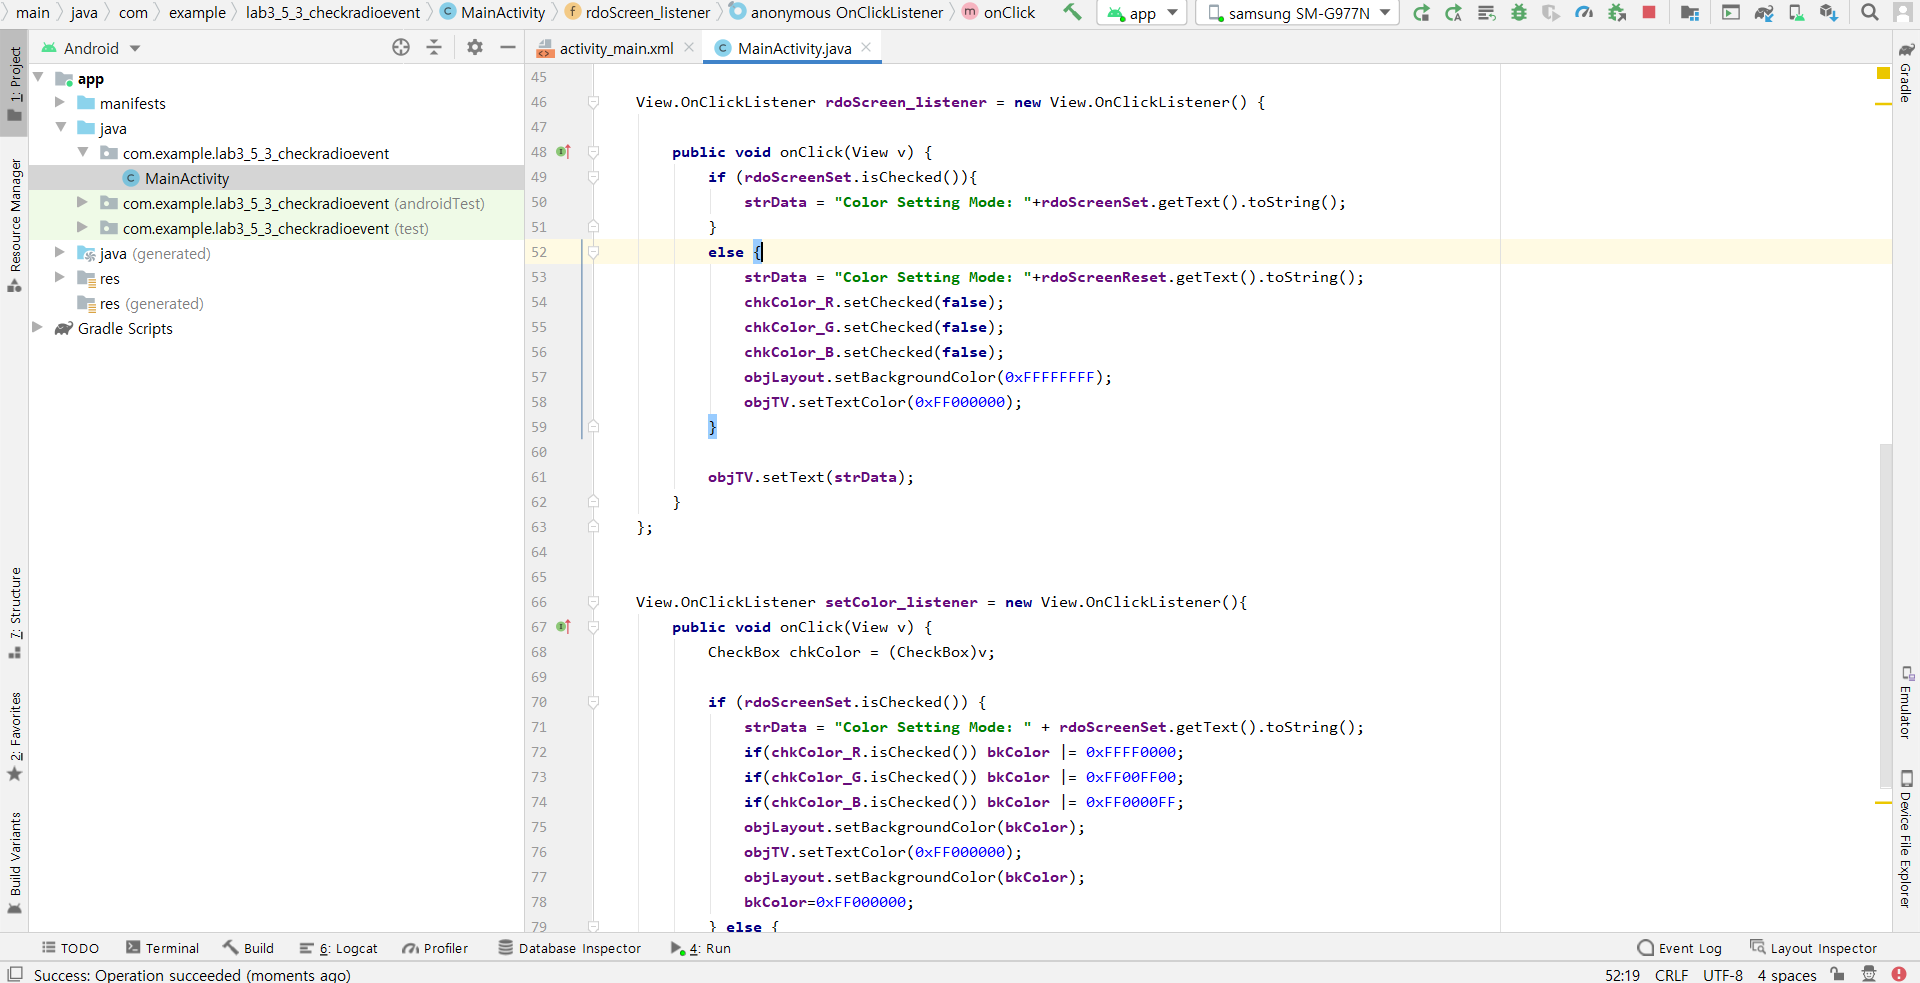 main java com example lab3_5_3_checkradioevent MainActivity rdoScreen_listener anonymous OnClickListener onClick app samsung SM-G977N
Android
activity_main.xml MainActivity.java
1: Project
Resource Manager
7: Structure
2: Favorites
Build Variants
app
manifests
java
com.example.lab3_5_3_checkradioevent
MainActivity
com.example.lab3_5_3_checkradioevent (androidTest)
com.example.lab3_5_3_checkradioevent (test)
java (generated)
res
res (generated)
Gradle Scripts
45
46 View.OnClickListener rdoScreen_listener = new View.OnClickListener() {
47
48 public void onClick(View v) {
49 if (rdoScreenSet.isChecked()){
50 strData = "Color Setting Mode: "+rdoScreenSet.getText().toString();
51 }
52 else {
53 strData = "Color Setting Mode: "+rdoScreenReset.getText().toString();
54 chkColor_R.setChecked(false);
55 chkColor_G.setChecked(false);
56 chkColor_B.setChecked(false);
57 objLayout.setBackgroundColor(0xFFFFFFFF);
58 objTV.setTextColor(0xFF000000);
59 }
60
61 objTV.setText(strData);
62 }
63 };
64
65
66 View.OnClickListener setColor_listener = new View.OnClickListener(){
67 public void onClick(View v) {
68 CheckBox chkColor = (CheckBox)v;
69
70 if (rdoScreenSet.isChecked()) {
71 strData = "Color Setting Mode: " + rdoScreenSet.getText().toString();
72 if(chkColor_R.isChecked()) bkColor |= 0xFFFF0000;
73 if(chkColor_G.isChecked()) bkColor |= 0xFF00FF00;
74 if(chkColor_B.isChecked()) bkColor |= 0xFF0000FF;
75 objLayout.setBackgroundColor(bkColor);
76 objTV.setTextColor(0xFF000000);
77 objLayout.setBackgroundColor(bkColor);
78 bkColor=0xFF000000;
79 } else {
Gradle
Emulator
Device File Explorer
TODO Terminal Build 6: Logcat Profiler Database Inspector 4: Run Event Log Layout Inspector
Success: Operation succeeded (moments ago) 52:19 CRLF UTF-8 4 spaces